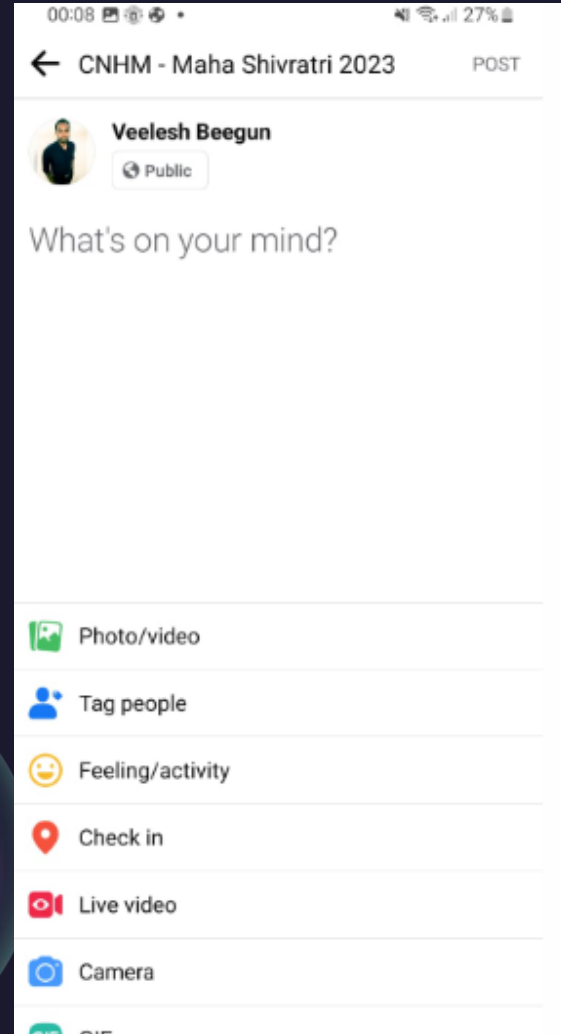 00:08 27%
CNHM - Maha Shivratri 2023 POST
Veelesh Beegun
Public
What's on your mind?
Photo/video
Tag people
Feeling/activity
Check in
Live video
Camera